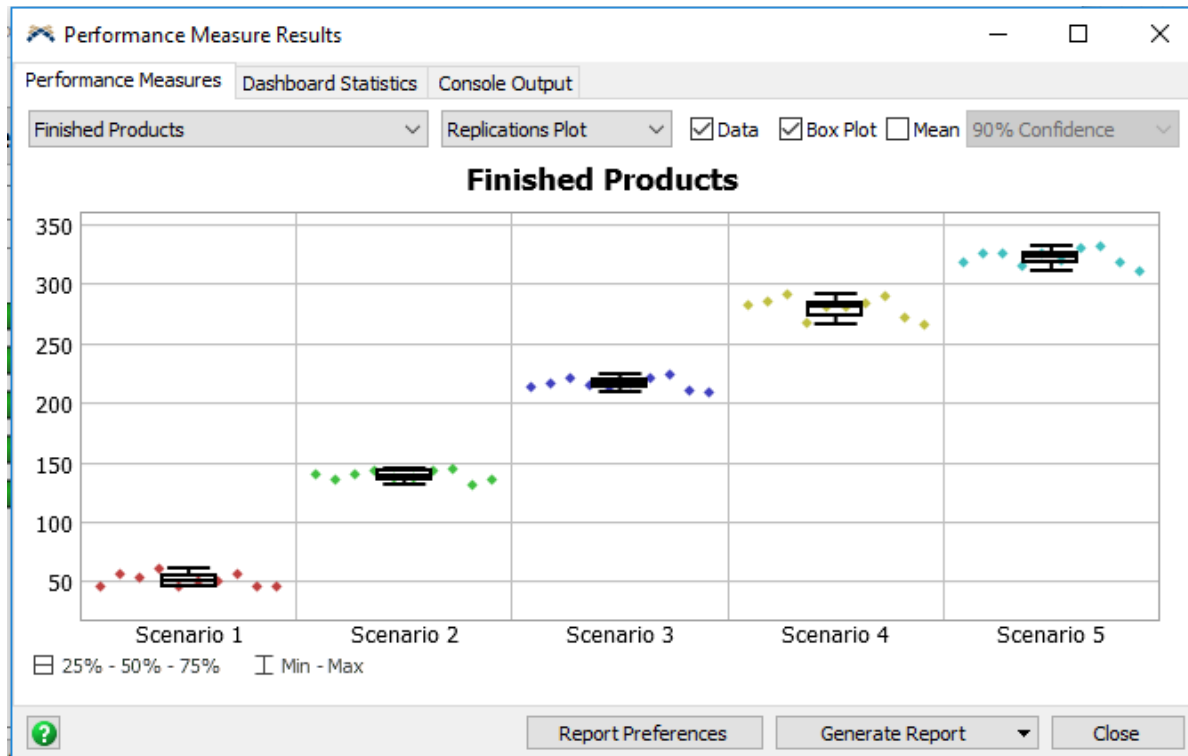 Performance Measure Results
Performance Measures Dashboard Statistics Console Output
Finished Products Replications Plot Data Box Plot Mean 90% Confidence
Finished Products
350
300
250
200
150
100
50
Scenario 1 Scenario 2 Scenario 3 Scenario 4 Scenario 5
25% - 50% - 75% Min - Max
? Report Preferences Generate Report Close